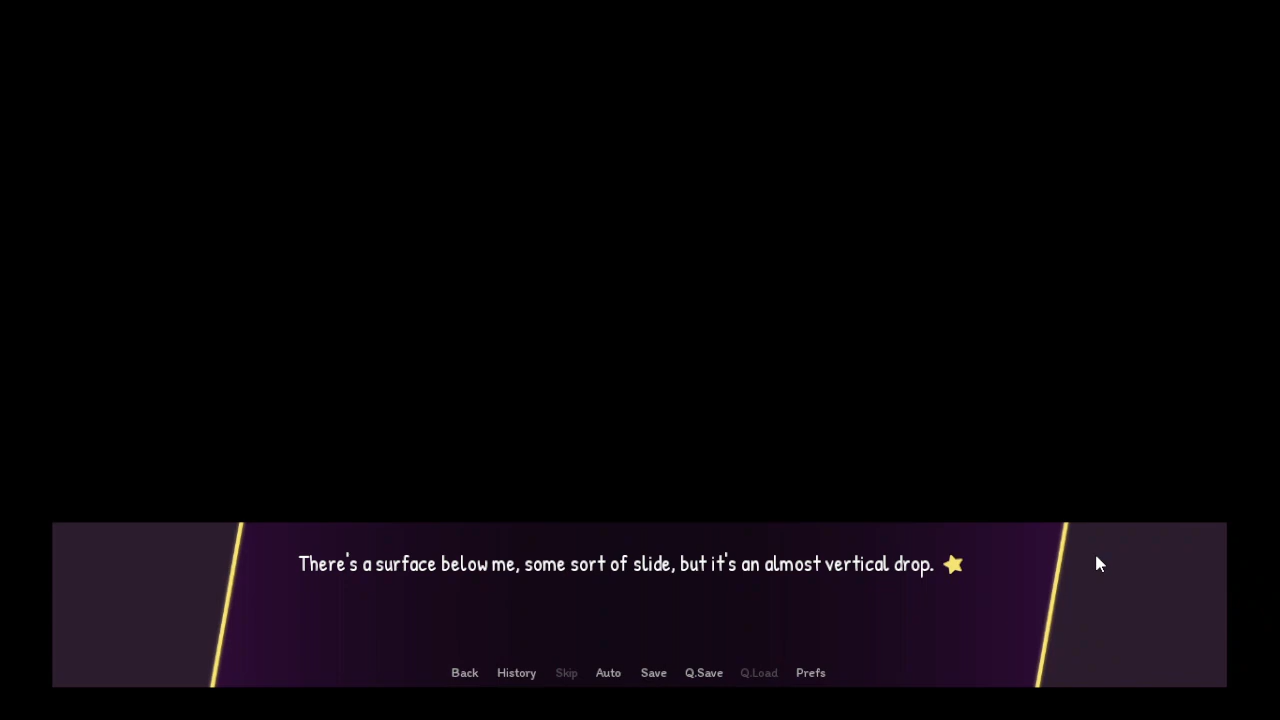 There's a surface below me, some sort of slide, but it's an almost vertical drop.
Back History Skip Auto Save Q.Save Q.Load Prefs